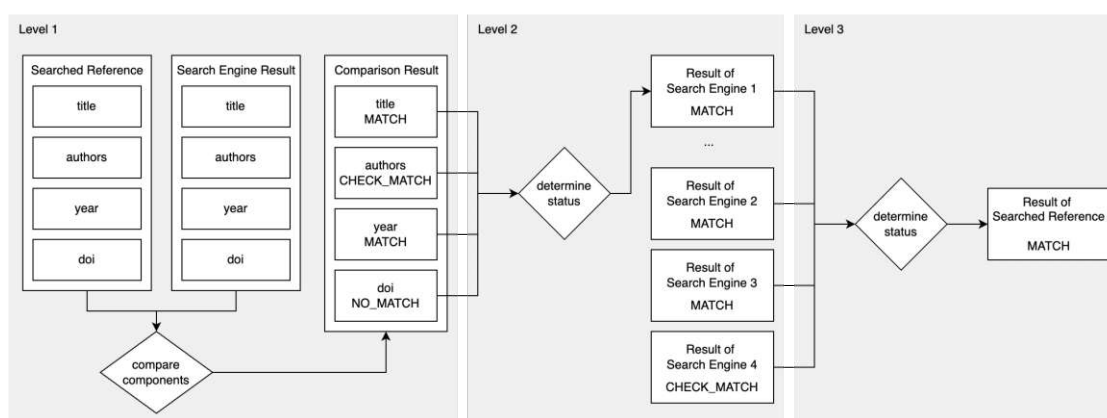 Level 1
Searched Reference
title
authors
year
doi
Search Engine Result
title
authors
year
doi
compare
components
Comparison Result
title
MATCH
authors
CHECK_MATCH
year
MATCH
doi
NO_MATCH
Level 2
determine
status
Result of
Search Engine 1
MATCH
...
Result of
Search Engine 2
MATCH
Result of
Search Engine 3
MATCH
Result of
Search Engine 4
CHECK_MATCH
Level 3
determine
status
Result of
Searched Reference
MATCH